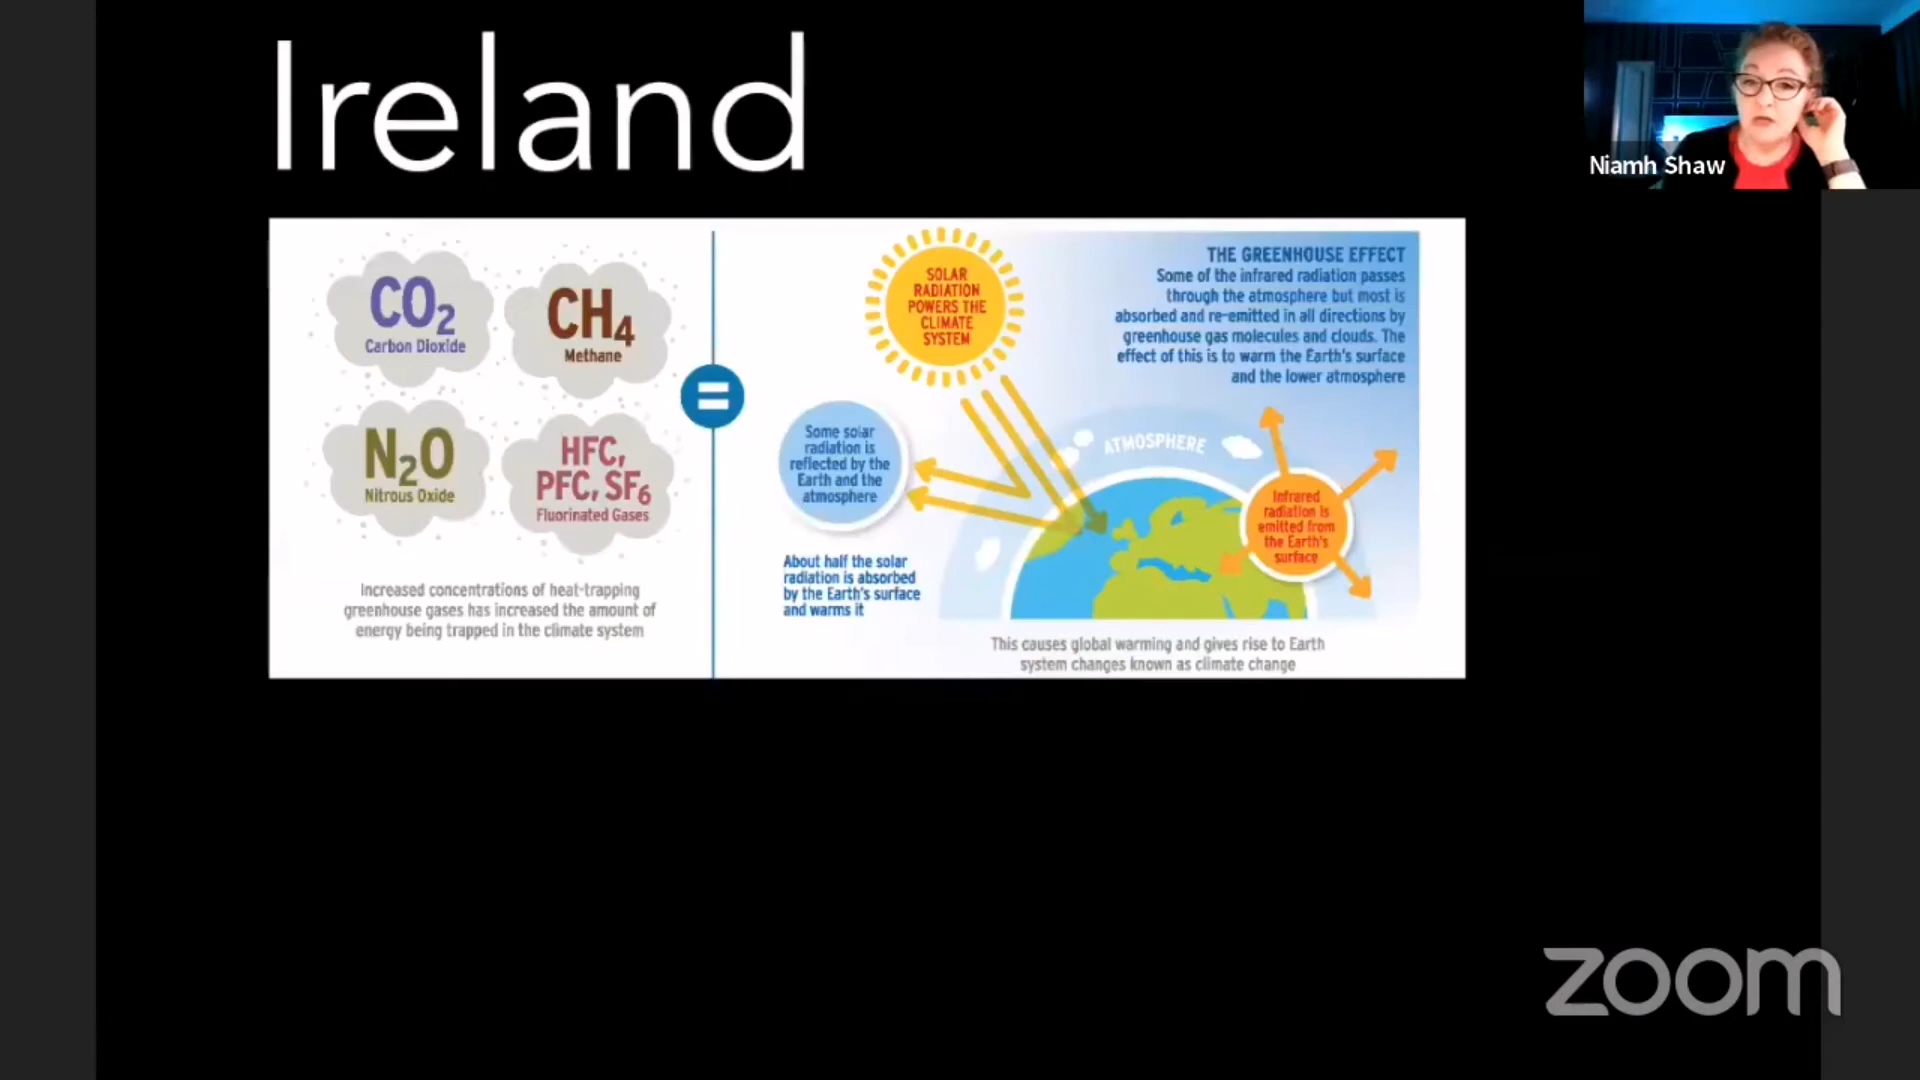 Ireland
Niamh Shaw
CO2
Carbon Dioxide
CH4
Methane
N2O
Nitrous Oxide
HFC,
PFC, SF6
Fluorinated Gases
Increased concentrations of heat-trapping
greenhouse gases has increased the amount of
energy being trapped in the climate system
=
SOLAR
RADIATION
POWERS THE
CLIMATE
SYSTEM
THE GREENHOUSE EFFECT
Some of the infrared radiation passes
through the atmosphere but most is
absorbed and re-emitted in all directions by
greenhouse gas molecules and clouds. The
effect of this is to warm the Earth's surface
and the lower atmosphere
Some solar
radiation is
reflected by the
Earth and the
atmosphere
ATMOSPHERE
Infrared
radiation is
emitted from
the Earth's
surface
About half the solar
radiation is absorbed
by the Earth's surface
and warms it
This causes global warming and gives rise to Earth
system changes known as climate change
zoom